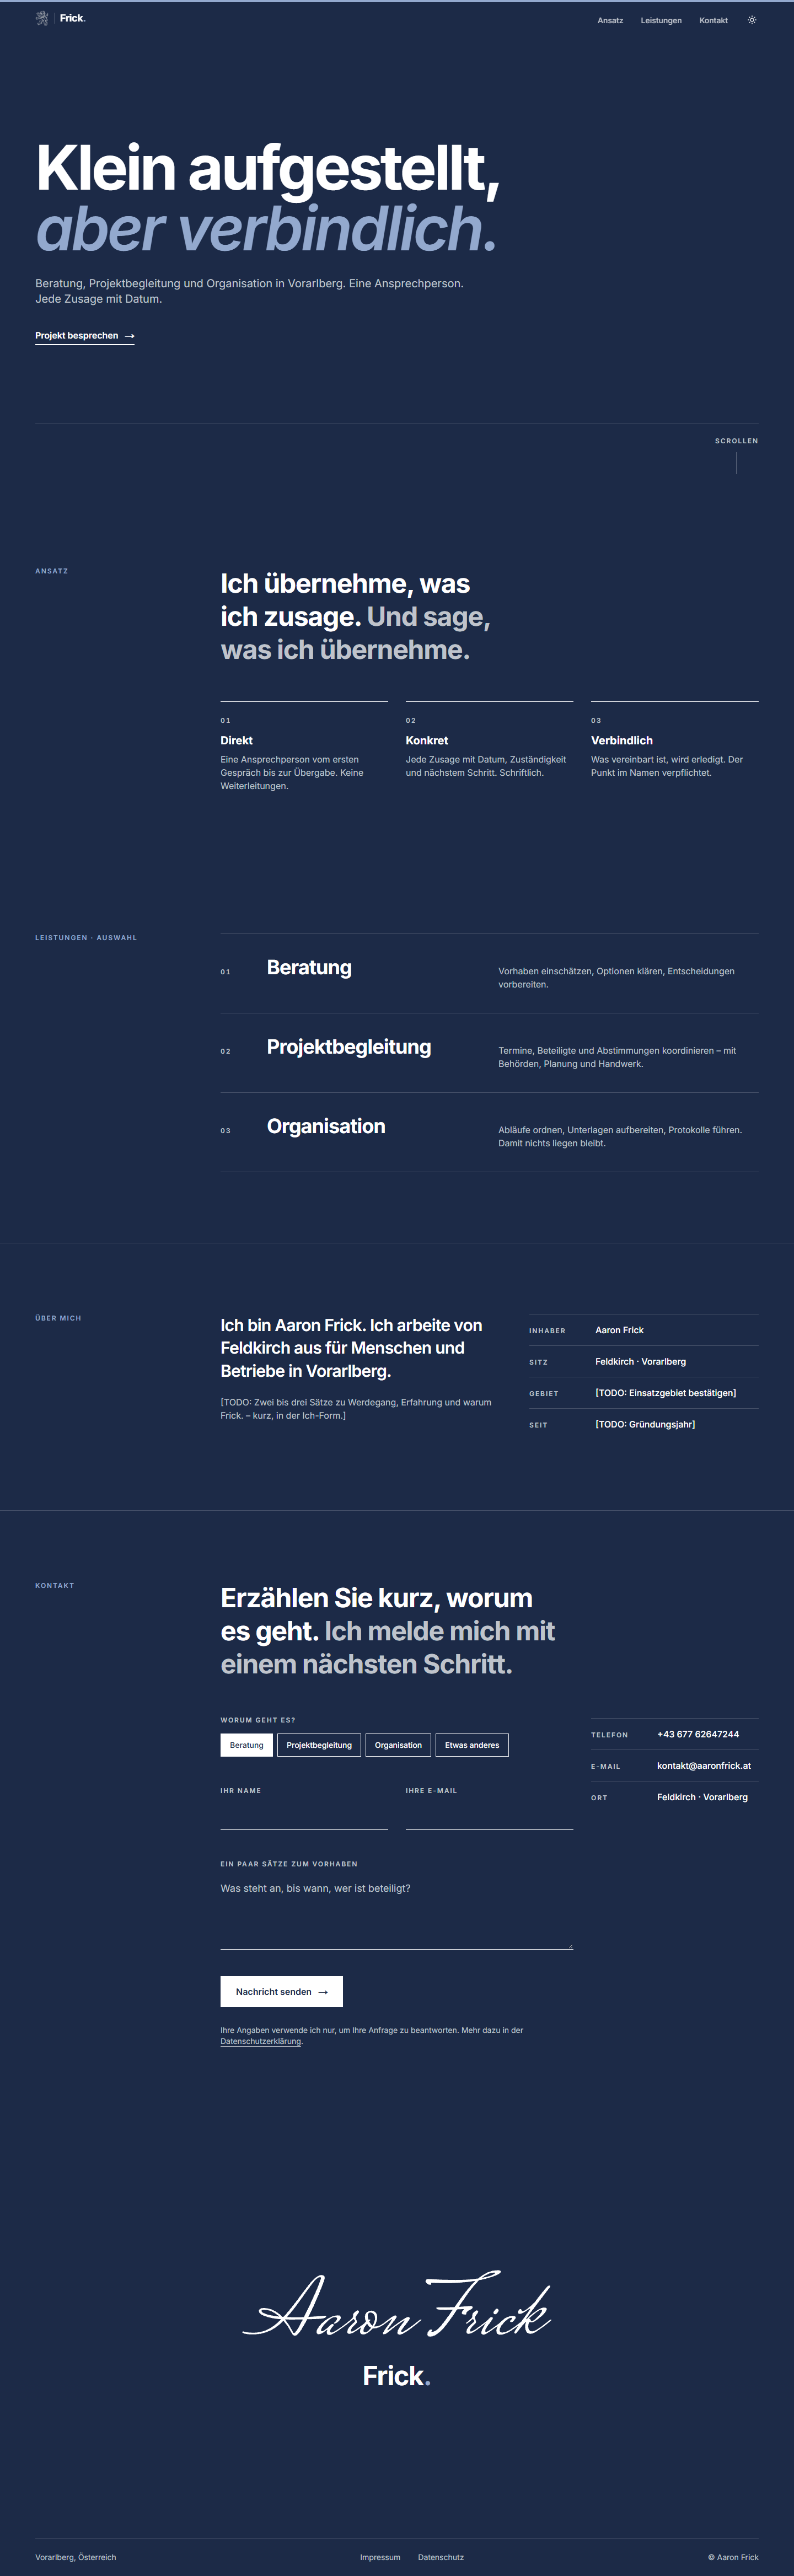 Frick.
Ansatz Leistungen Kontakt
Klein aufgestellt,
aber verbindlich.
Beratung, Projektbegleitung und Organisation in Vorarlberg. Eine Ansprechperson.
Jede Zusage mit Datum.
Projekt besprechen →
SCROLLEN
ANSATZ
Ich übernehme, was
ich zusage. Und sage,
was ich übernehme.
01
Direkt
Eine Ansprechperson vom ersten
Gespräch bis zur Übergabe. Keine
Weiterleitungen.
02
Konkret
Jede Zusage mit Datum, Zuständigkeit
und nächstem Schritt. Schriftlich.
03
Verbindlich
Was vereinbart ist, wird erledigt. Der
Punkt im Namen verpflichtet.
LEISTUNGEN · AUSWAHL
01
Beratung
Vorhaben einschätzen, Optionen klären, Entscheidungen
vorbereiten.
02
Projektbegleitung
Termine, Beteiligte und Abstimmungen koordinieren – mit
Behörden, Planung und Handwerk.
03
Organisation
Abläufe ordnen, Unterlagen aufbereiten, Protokolle führen.
Damit nichts liegen bleibt.
ÜBER MICH
Ich bin Aaron Frick. Ich arbeite von
Feldkirch aus für Menschen und
Betriebe in Vorarlberg.
[TODO: Zwei bis drei Sätze zu Werdegang, Erfahrung und warum
Frick. – kurz, in der Ich-Form.]
INHABER Aaron Frick
SITZ Feldkirch · Vorarlberg
GEBIET [TODO: Einsatzgebiet bestätigen]
SEIT [TODO: Gründungsjahr]
KONTAKT
Erzählen Sie kurz, worum
es geht. Ich melde mich mit
einem nächsten Schritt.
WORUM GEHT ES?
Beratung Projektbegleitung Organisation Etwas anderes
IHR NAME IHRE E-MAIL
EIN PAAR SÄTZE ZUM VORHABEN
Was steht an, bis wann, wer ist beteiligt?
Nachricht senden →
Ihre Angaben verwende ich nur, um Ihre Anfrage zu beantworten. Mehr dazu in der
Datenschutzerklärung.
TELEFON +43 677 62647244
E-MAIL kontakt@aaronfrick.at
ORT Feldkirch · Vorarlberg
Aaron Frick
Frick.
Vorarlberg, Österreich Impressum Datenschutz © Aaron Frick